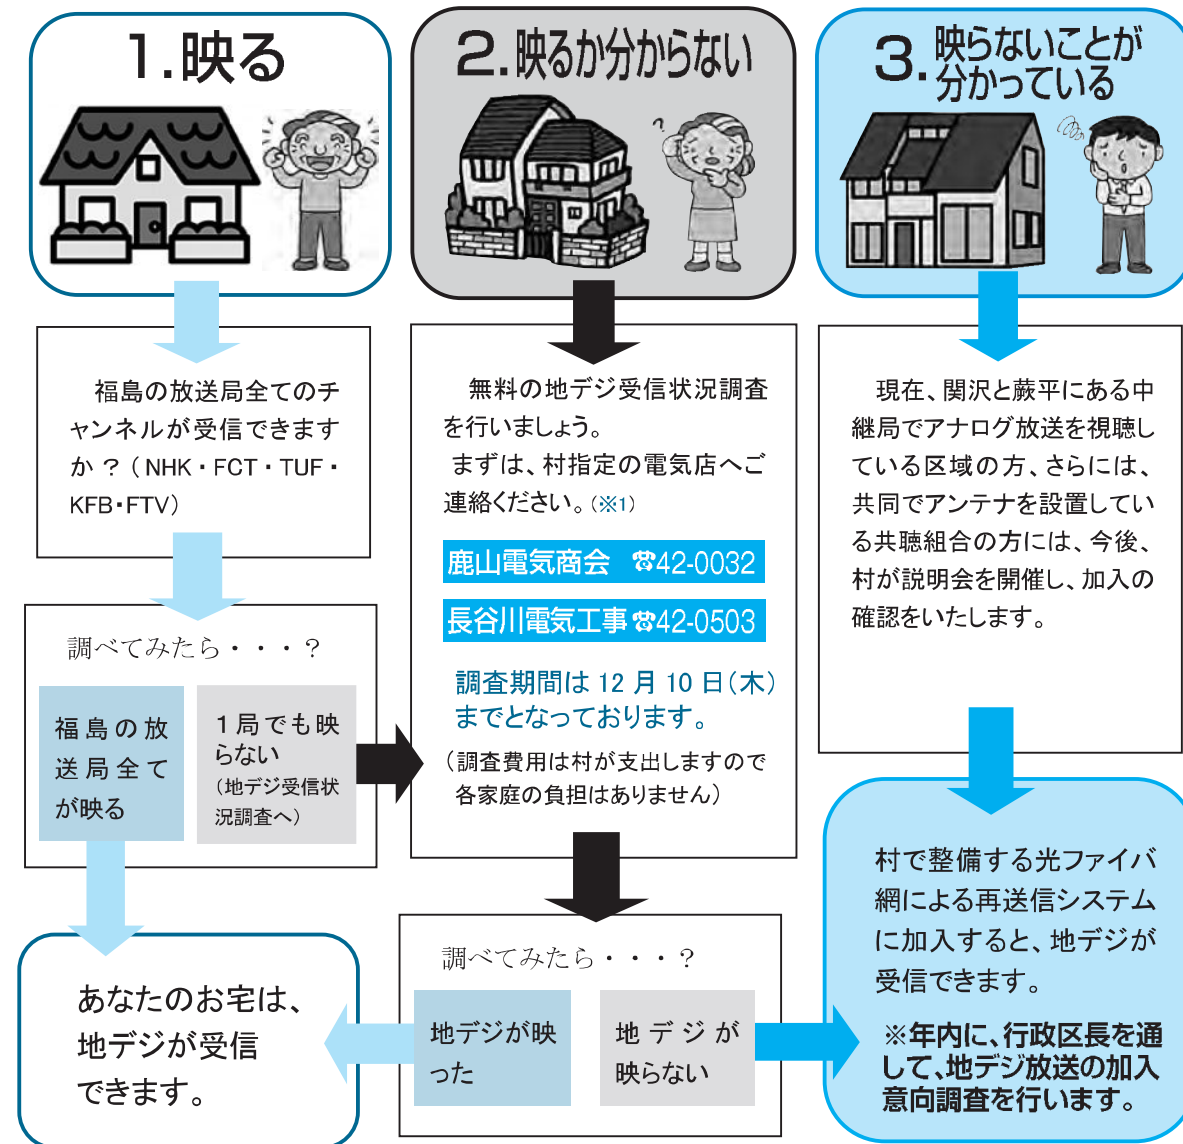 1.映る
福島の放送局全てのチ
ャンネルが受信できます
か？（NHK・FCT・TUF・
KFB・FTV）
調べてみたら・・・？
福島の放
送局全て
が映る
1局でも映
らない
（地デジ受信状
況調査へ）
あなたのお宅は、
地デジが受信
できます。
2.映るか分からない
?
無料の地デジ受信状況調査
を行いましょう。
まずは、村指定の電気店へご
連絡ください。（※1）
鹿山電気商会 ☎42-0032
長谷川電気工事☎42-0503
調査期間は12月10日（木）
までとなっております。
（調査費用は村が支出しますので
各家庭の負担はありません）
調べてみたら・・・？
地デジが映
った
地デジが
映らない
3.映らないことが
分かっている
現在、関沢と蕨平にある中
継局でアナログ放送を視聴し
ている区域の方、さらには、
共同でアンテナを設置してい
る共聴組合の方には、今後、
村が説明会を開催し、加入の
確認をいたします。
村で整備する光ファイバ
網による再送信システム
に加入すると、地デジが
受信できます。
※年内に、行政区長を通
して、地デジ放送の加入
意向調査を行います。